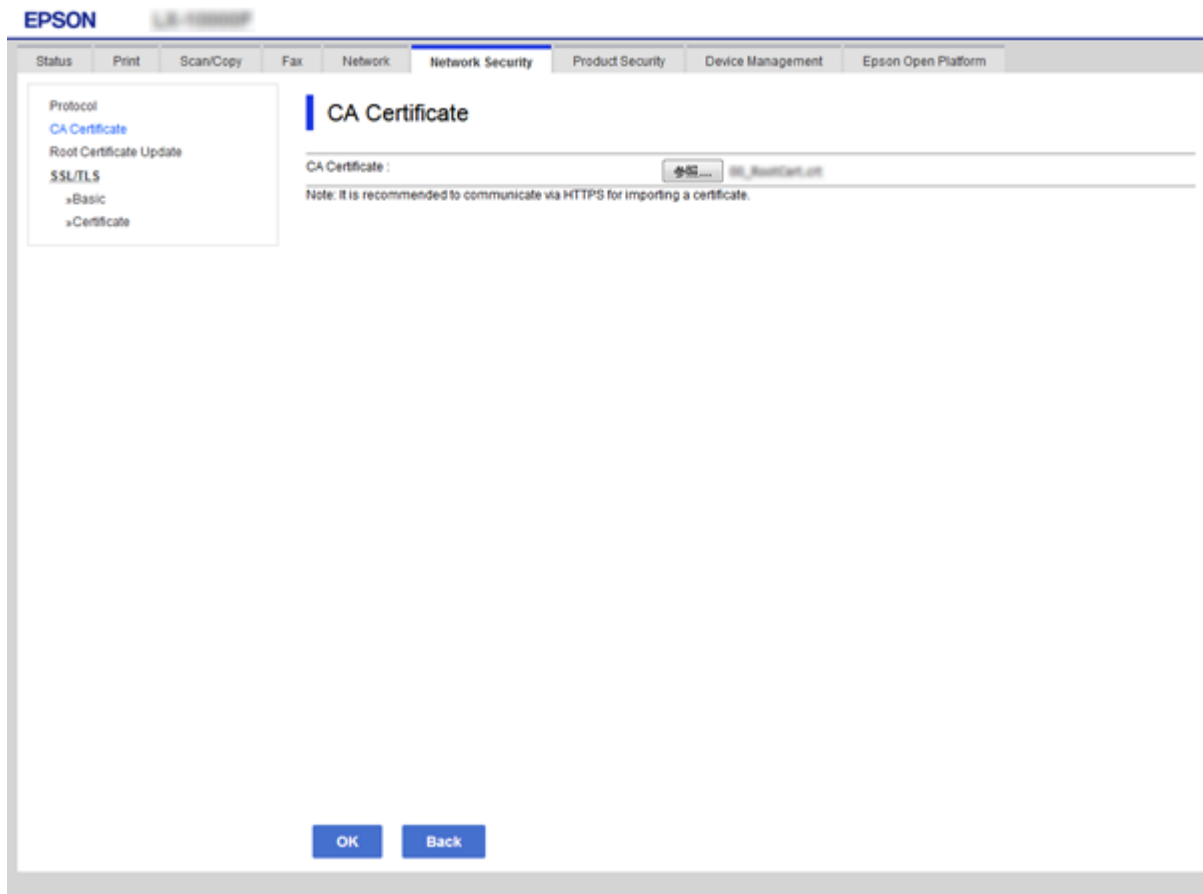 EPSON
Status Print Scan/Copy Fax Network Network Security Product Security Device Management Epson Open Platform
Protocol
CA Certificate
Root Certificate Update
SSL/TLS
»Basic
»Certificate
CA Certificate
CA Certificate :
参照....
Note: It is recommended to communicate via HTTPS for importing a certificate.
OK Back